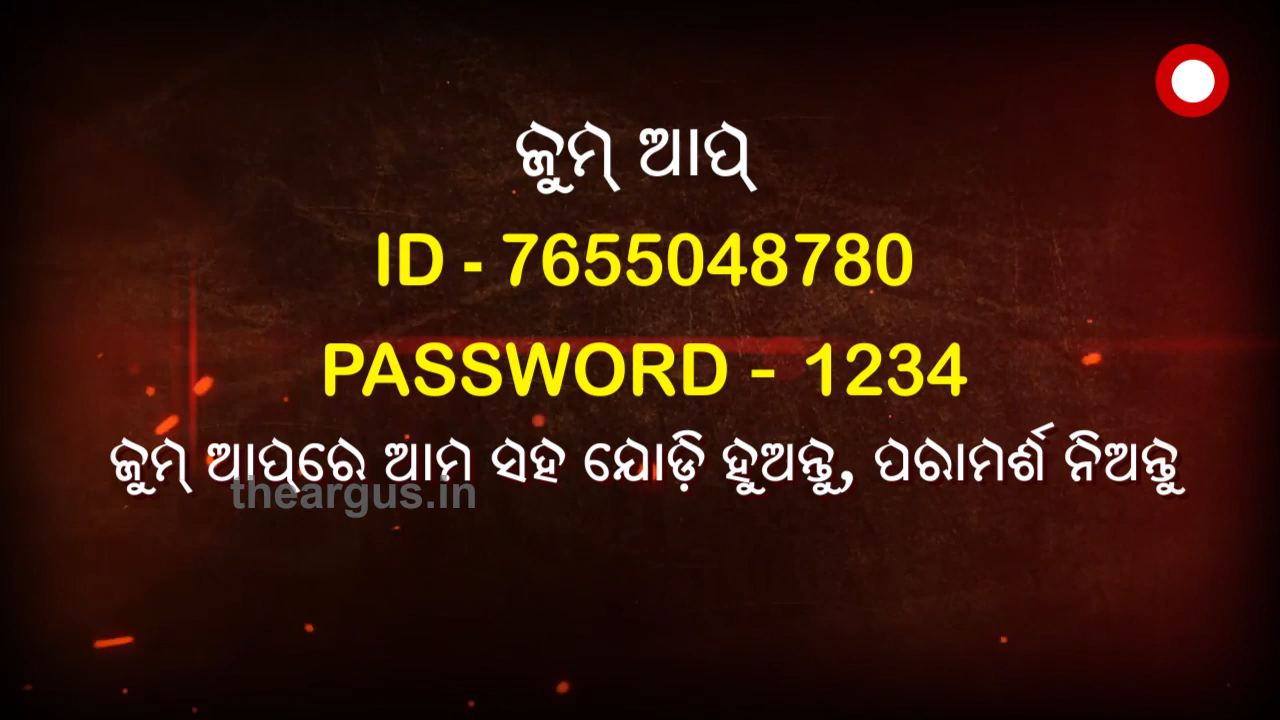 ଜୁମ୍ ଆପ୍
ID - 7655048780
PASSWORD - 1234
ଜୁମ୍ ଆପ୍‌ରେ ଆମ ସହ ଯୋଡ଼ି ହୁଅନ୍ତୁ, ପରାମର୍ଶ ନିଅନ୍ତୁ
theargus.in